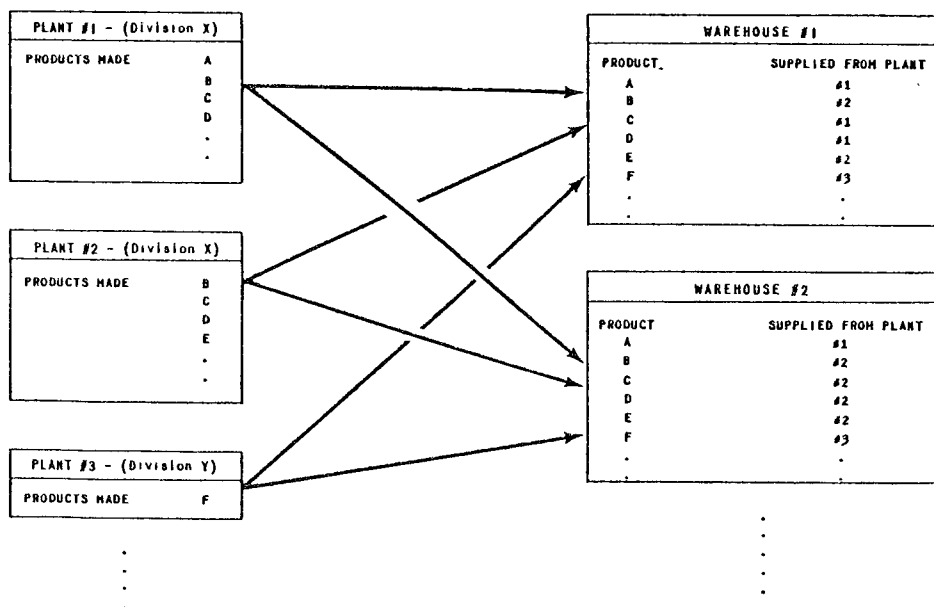 PLANT #1 - (Division X)
PRODUCTS MADE A
B
C
D
.
.
PLANT #2 - (Division X)
PRODUCTS MADE B
C
D
E
.
.
PLANT #3 - (Division Y)
PRODUCTS MADE F
.
.
.
WAREHOUSE #1
PRODUCT. SUPPLIED FROM PLANT
A #1
B #2
C #1
D #1
E #2
F #3
. .
. .
WAREHOUSE #2
PRODUCT SUPPLIED FROM PLANT
A #1
B #2
C #2
D #2
E #2
F #3
. .
. .
.
.
.
.
.